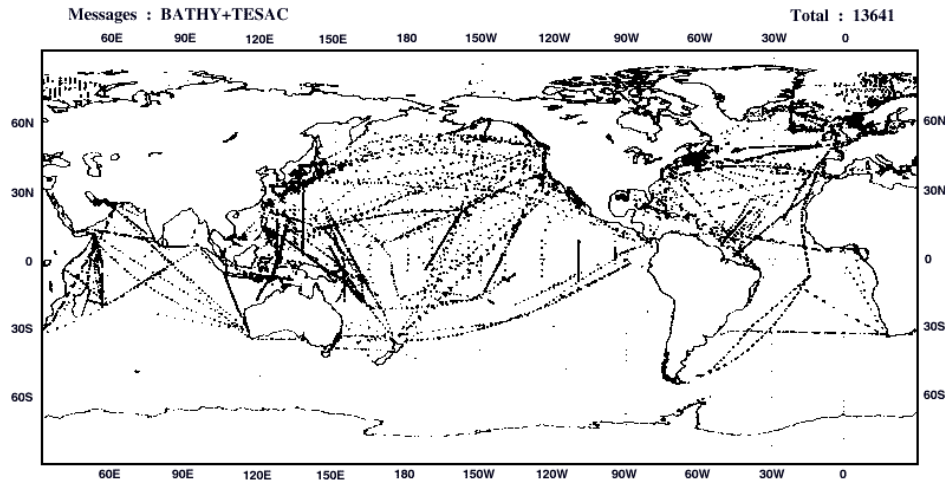 Messages : BATHY+TESAC Total : 13641
60E 90E 120E 150E 180 150W 120W 90W 60W 30W 0
60N 60N
30N 30N
0 0
30S 30S
60S 60S
60E 90E 120E 150E 180 150W 120W 90W 60W 30W 0